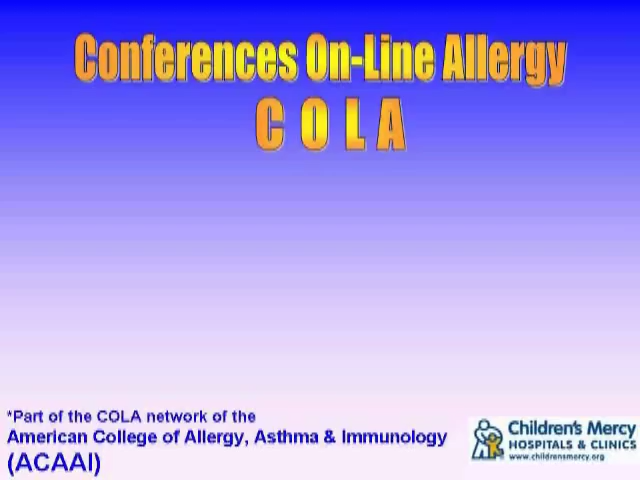 Conferences On-Line Allergy
C O L A
*Part of the COLA network of the
American College of Allergy, Asthma & Immunology
(ACAAI)
Children's Mercy
HOSPITALS & CLINICS
www.childrensmercy.org